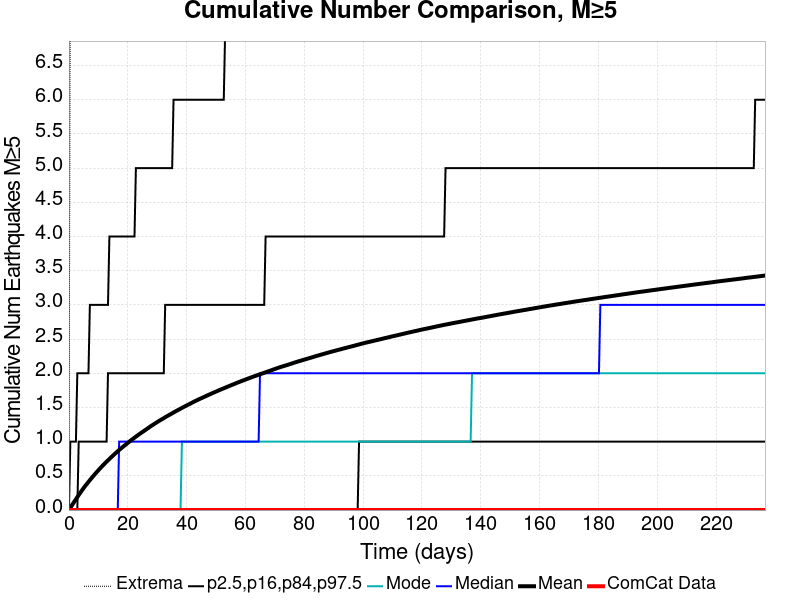 Cumulative Number Comparison, M≥5
Cumulative Num Earthquakes M≥5
6.5
6.0
5.5
5.0
4.5
4.0
3.5
3.0
2.5
2.0
1.5
1.0
0.5
0.0
0 20 40 60 80 100 120 140 160 180 200 220
Time (days)
Extrema p2.5,p16,p84,p97.5 Mode Median Mean ComCat Data